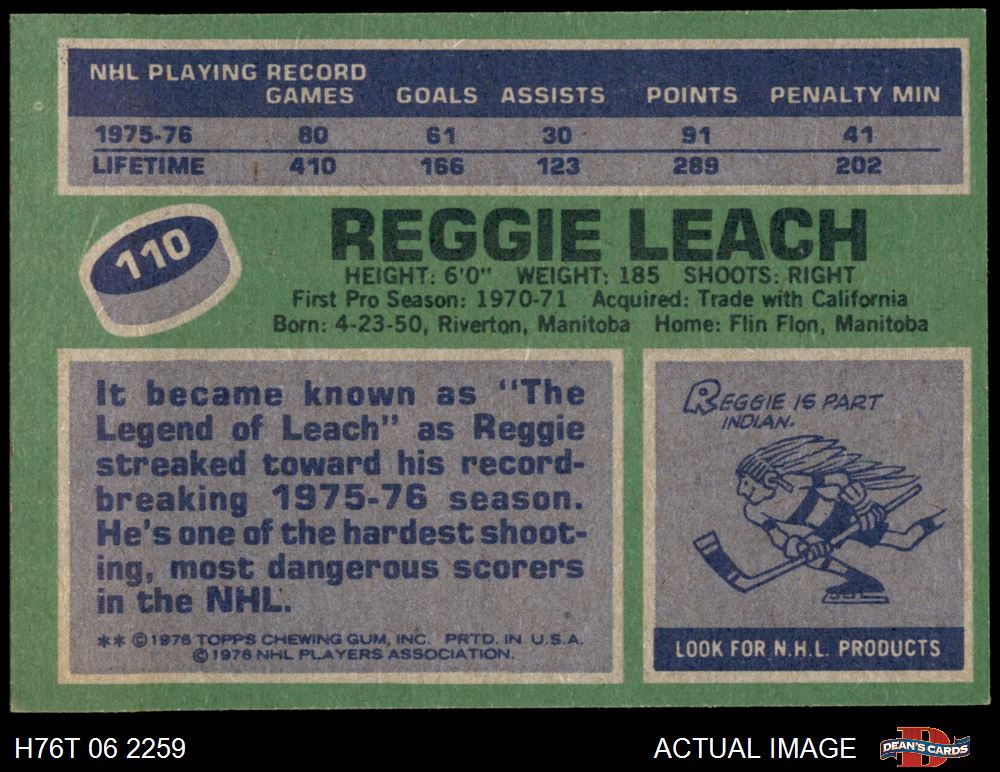 NHL PLAYING RECORD
GAMES GOALS ASSISTS POINTS PENALTY MIN
1975-76 80 61 30 91 41
LIFETIME 410 166 123 289 202
110
REGGIE LEACH
HEIGHT: 6'0" WEIGHT: 185 SHOOTS: RIGHT
First Pro Season: 1970-71 Acquired: Trade with California
Born: 4-23-50, Riverton, Manitoba Home: Flin Flon, Manitoba
It became known as "The
Legend of Leach" as Reggie
streaked toward his record-
breaking 1975-76 season.
He's one of the hardest shoot-
ing, most dangerous scorers
in the NHL.
** ©1976 TOPPS CHEWING GUM, INC. PRTD. IN U.S.A.
©1976 NHL PLAYERS ASSOCIATION.
REGGIE IS PART
INDIAN.
LOOK FOR N.H.L. PRODUCTS
H76T 06 2259
ACTUAL IMAGE
D
DEAN'S CARDS